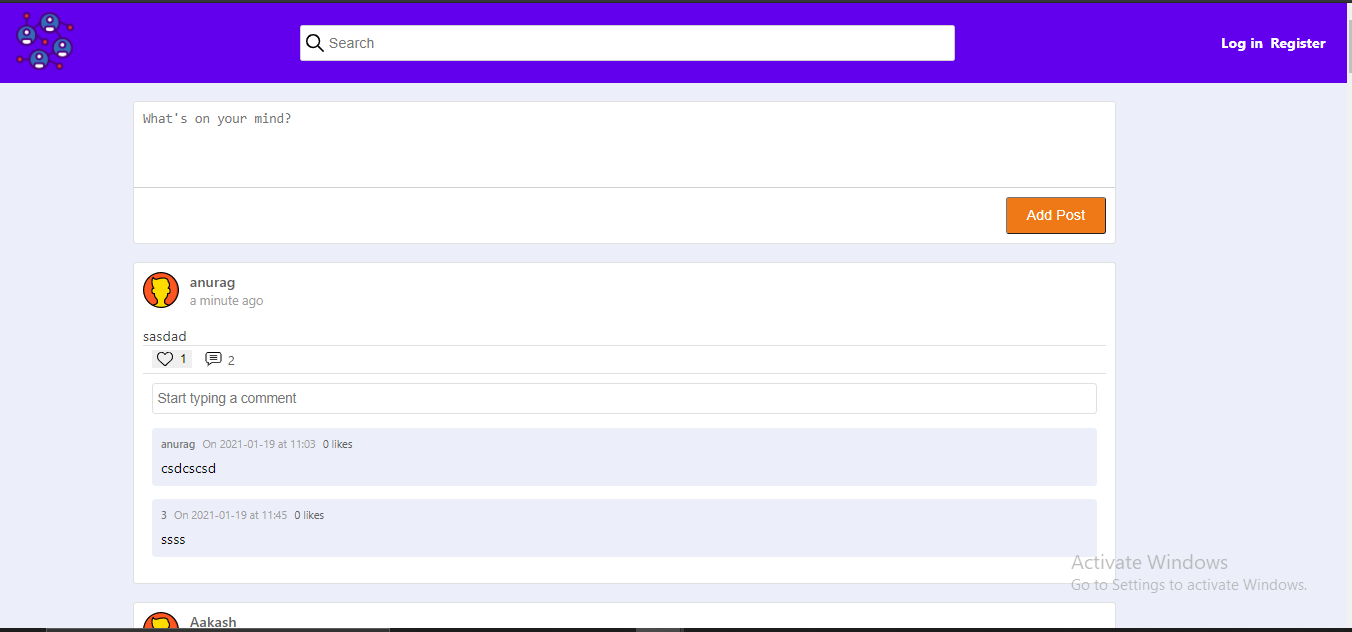 Search
Log in Register
What's on your mind?
Add Post
anurag
a minute ago
sasdad
1 2
Start typing a comment
anurag On 2021-01-19 at 11:03 0 likes
csdcscsd
3 On 2021-01-19 at 11:45 0 likes
ssss
Activate Windows
Go to Settings to activate Windows.
Aakash